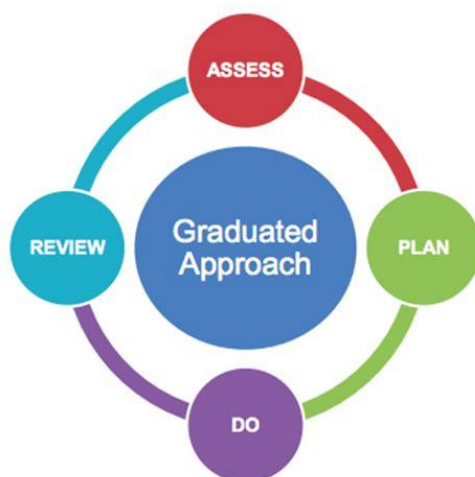 ASSESS
REVIEW
Graduated
Approach
PLAN
DO